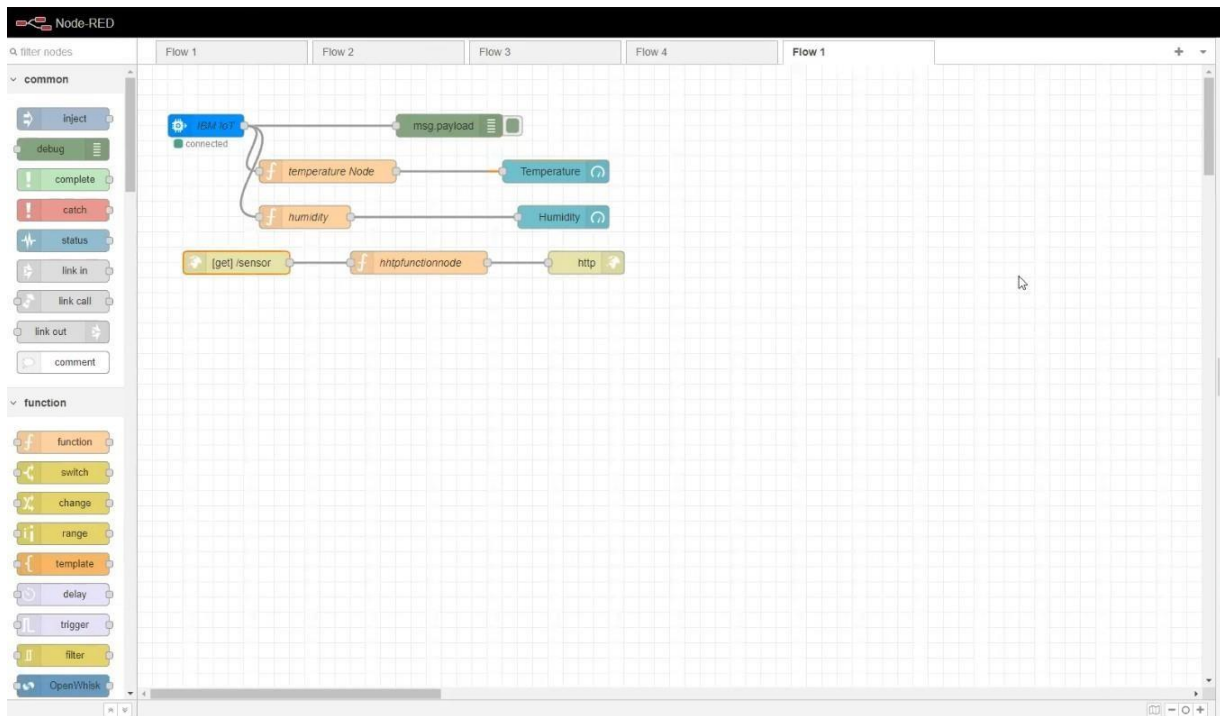 Node-RED
filter nodes
Flow 1
Flow 2
Flow 3
Flow 4
Flow 1
common
inject
debug
complete
catch
status
link in
link call
link out
comment
function
function
switch
change
range
template
delay
trigger
filter
OpenWhisk
IBM IoT
connected
msg.payload
temperature Node
Temperature
humidity
Humidity
[get] /sensor
hhtpfunctionnode
http